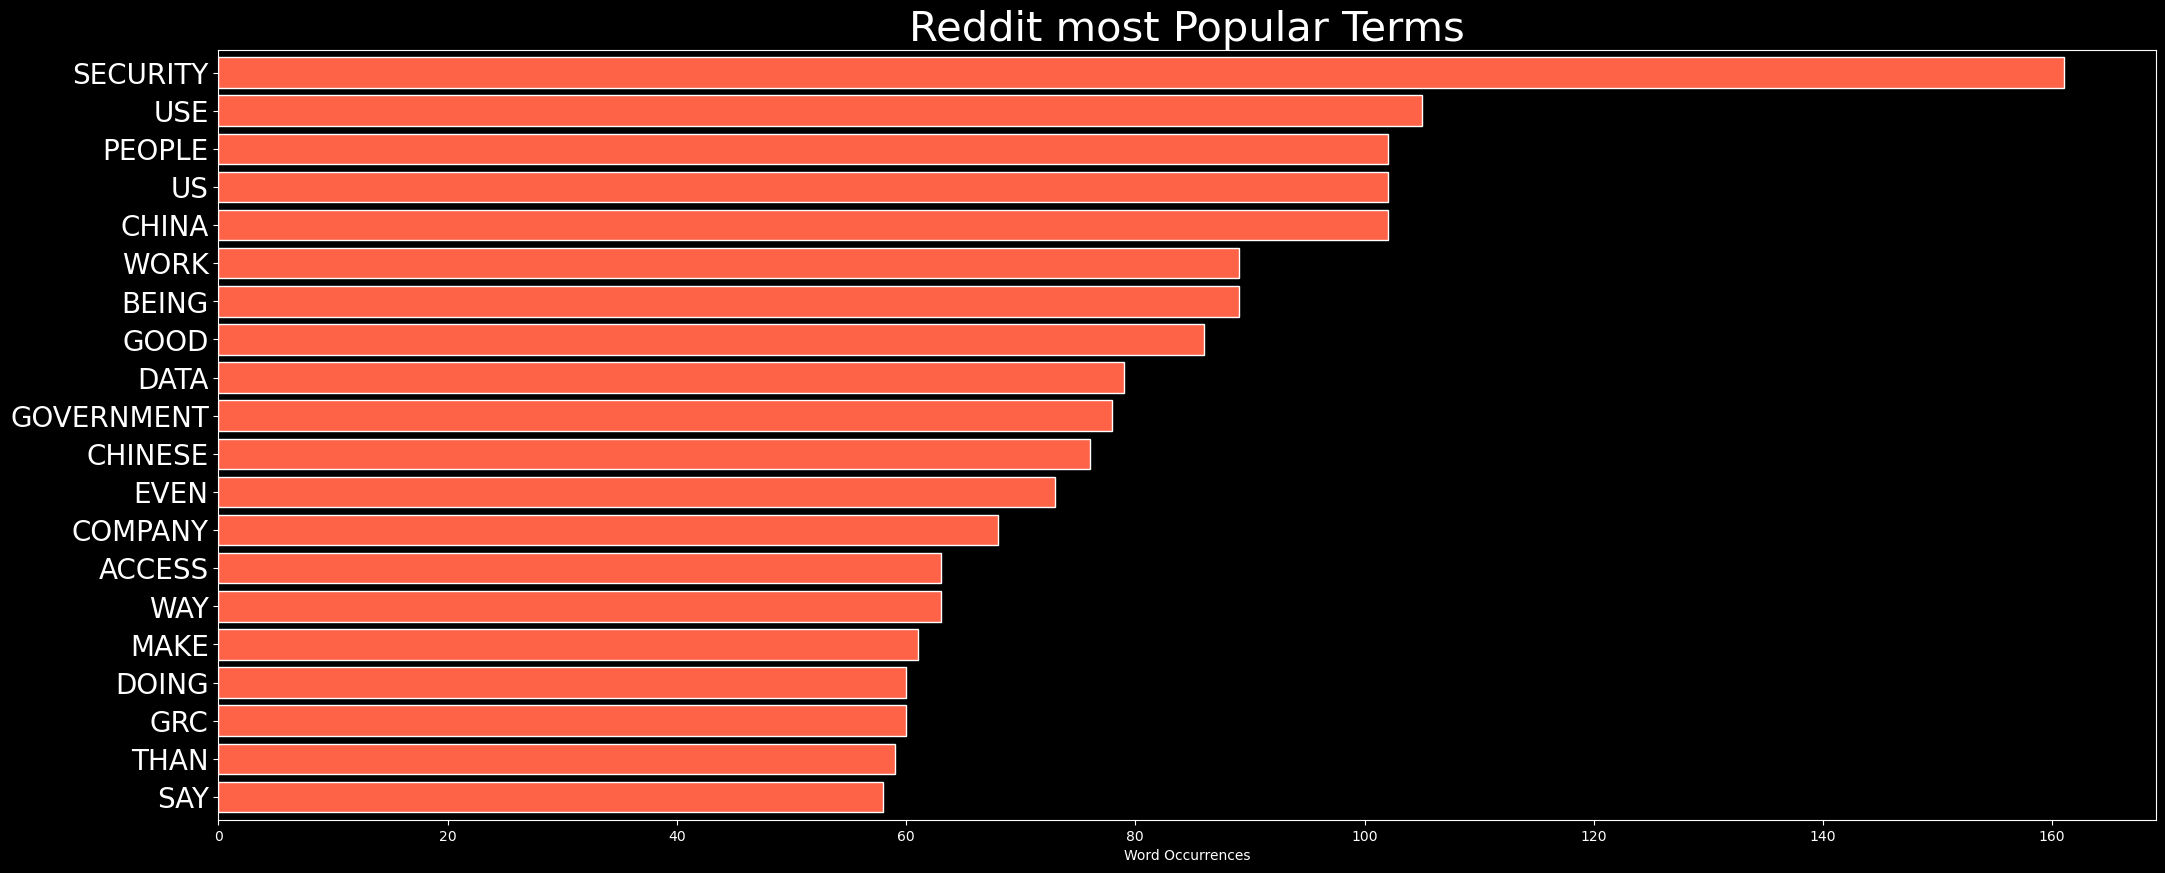 Reddit most Popular Terms
SECURITY
USE
PEOPLE
US
CHINA
WORK
BEING
GOOD
DATA
GOVERNMENT
CHINESE
EVEN
COMPANY
ACCESS
WAY
MAKE
DOING
GRC
THAN
SAY
0 20 40 60 80 100 120 140 160
Word Occurrences